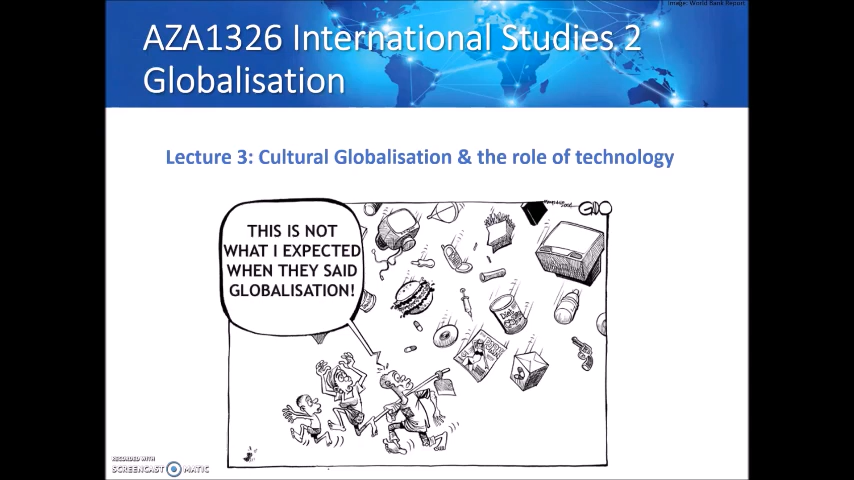 Image: World Bank Report
AZA1326 International Studies 2
Globalisation
Lecture 3: Cultural Globalisation & the role of technology
GADO
THIS IS NOT
WHAT I EXPECTED
WHEN THEY SAID
GLOBALISATION!
RECORDED WITH
SCREENCAST MATIC